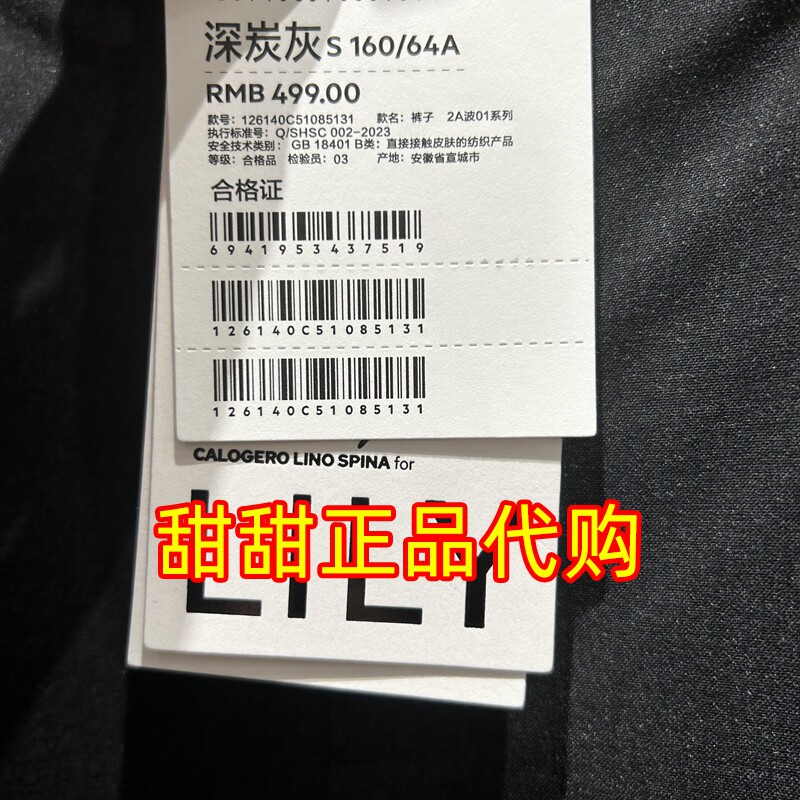 深炭灰 S 160/64A
RMB 499.00
款号：126140C51085131 款名：裤子 2A波01系列
执行标准号：Q/SHSC 002-2023
安全技术类别： GB 18401 B类：直接接触皮肤的纺织产品
等级：合格品 检验员：03 产地：安徽省宣城市
合格证
6941953437519
126140C51085131
126140C51085131
CALOGERO LINO SPINA for
LILY
甜甜正品代购